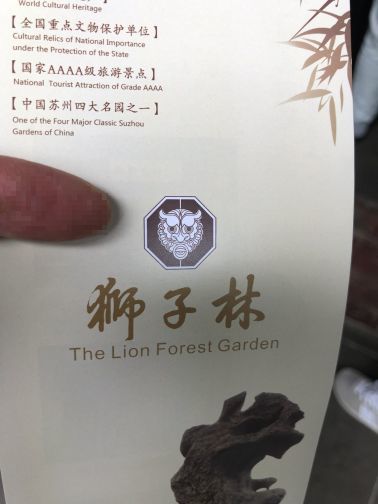 World Cultural Heritage
【全国重点文物保护单位】
Cultural Relics of National Importance
under the Protection of the State
【国家AAAA级旅游景点】
National Tourist Attraction of Grade AAAA
【中国苏州四大名园之一】
One of the Four Major Classic Suzhou
Gardens of China
狮子林
The Lion Forest Garden